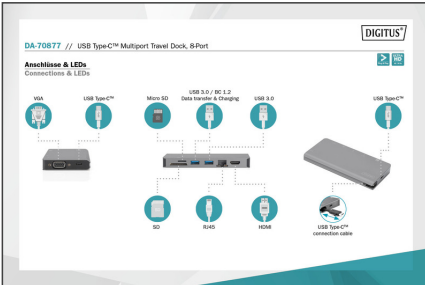 DIGITUS®
DA-70877 // USB Type-C™ Multiport Travel Dock, 8-Port
Anschlüsse & LEDs
Connections & LEDs
VGA
USB Type-C™
Micro SD
USB 3.0 / BC 1.2
Data transfer & Charging
USB 3.0
USB Type-C™
SD
RJ45
HDMI
USB Type-C™
connection cable